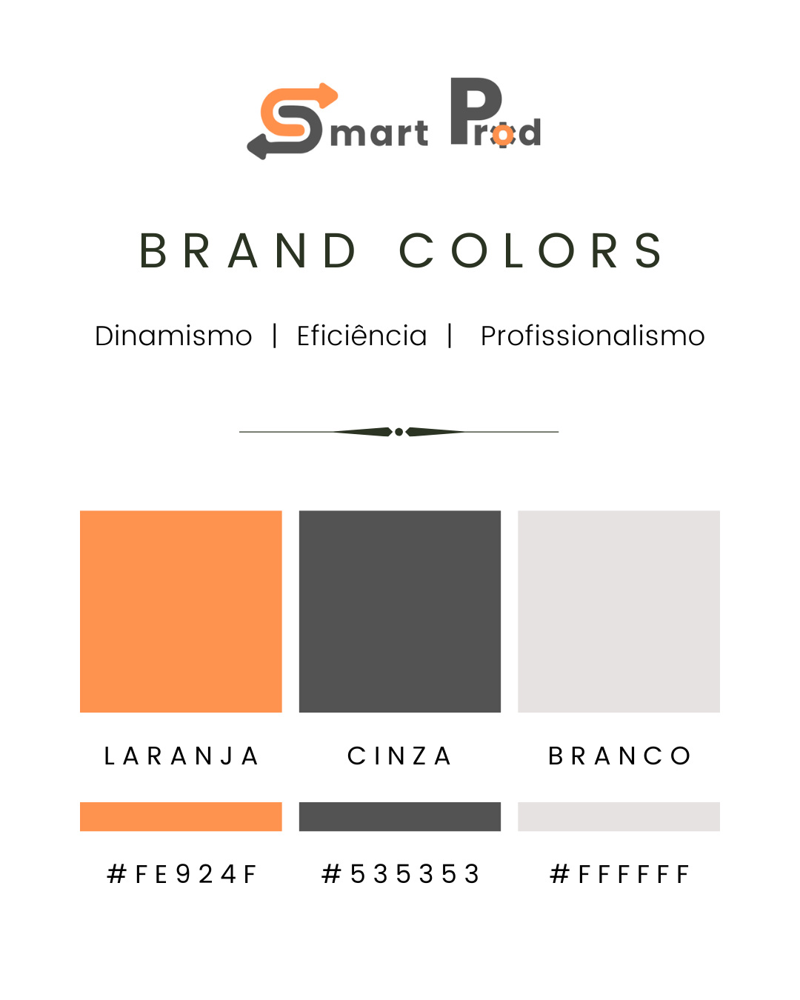 Smart Prod
BRAND COLORS
Dinamismo | Eficiência | Profissionalismo
LARANJA CINZA BRANCO
#FE924F #535353 #FFFFFF